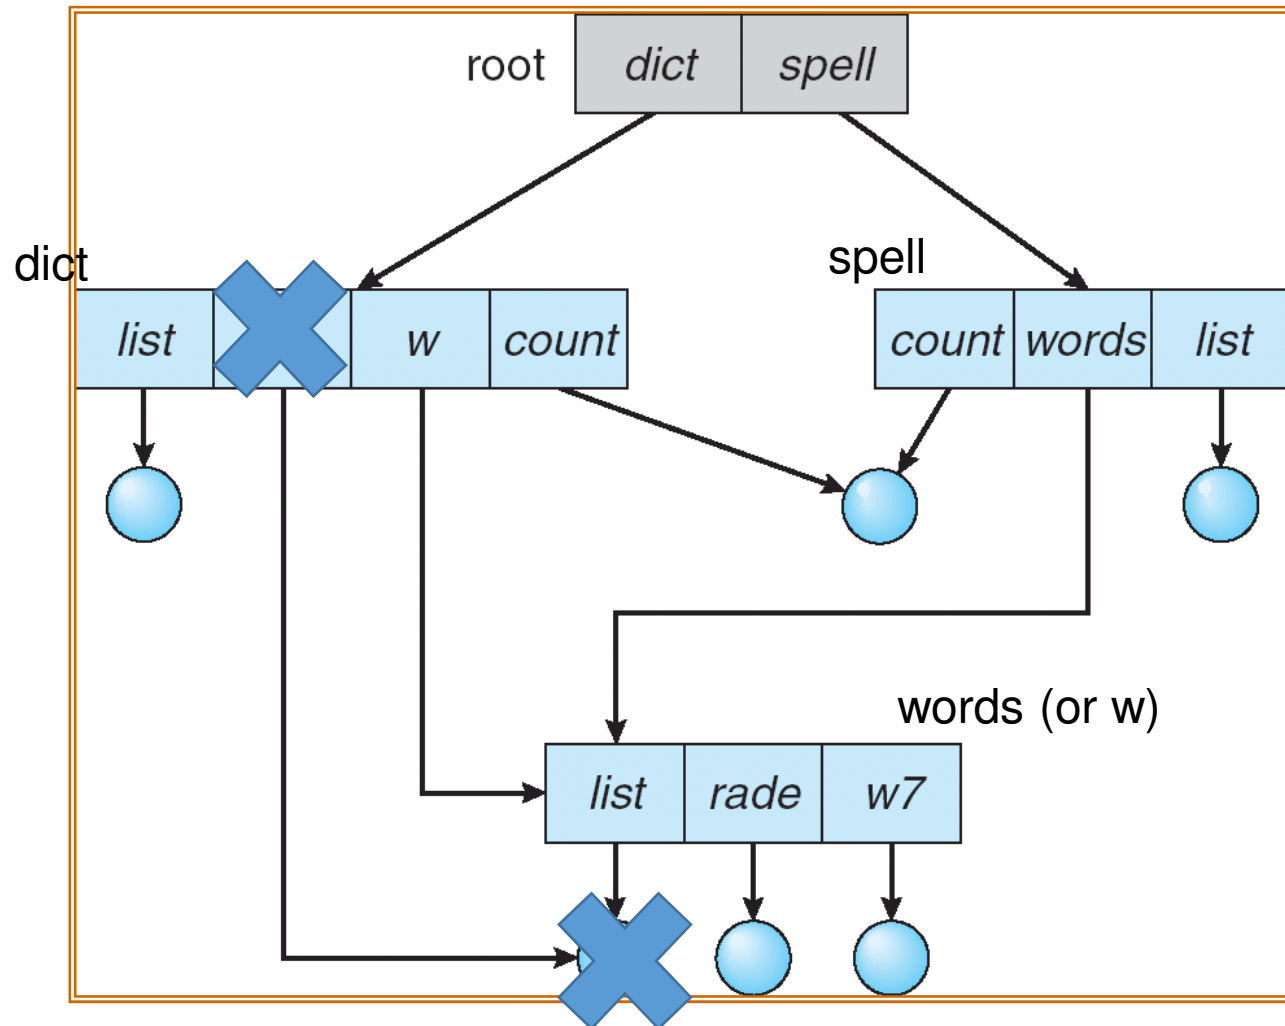 root dict spell
dict spell
list w count count words list
words (or w)
list rade w7